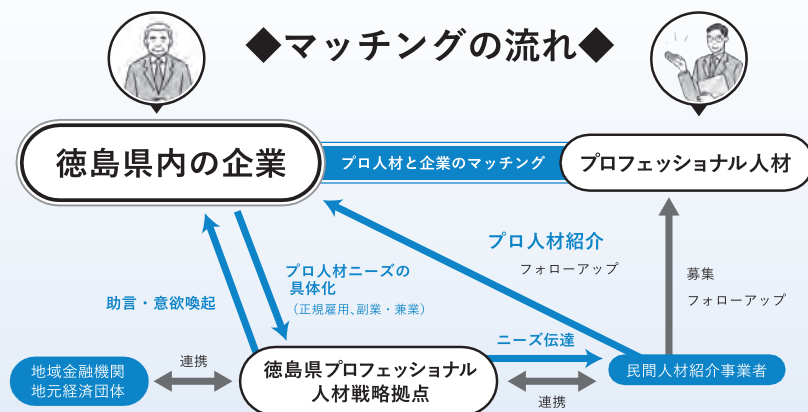 ◆マッチングの流れ◆
徳島県内の企業
プロ人材と企業のマッチング
プロフェッショナル人材
プロ人材紹介
フォローアップ
プロ人材ニーズの
具体化
（正規雇用、副業・兼業）
募集
フォローアップ
助言・意欲喚起
ニーズ伝達
地域金融機関
地元経済団体
連携
徳島県プロフェッショナル
人材戦略拠点
連携
民間人材紹介事業者